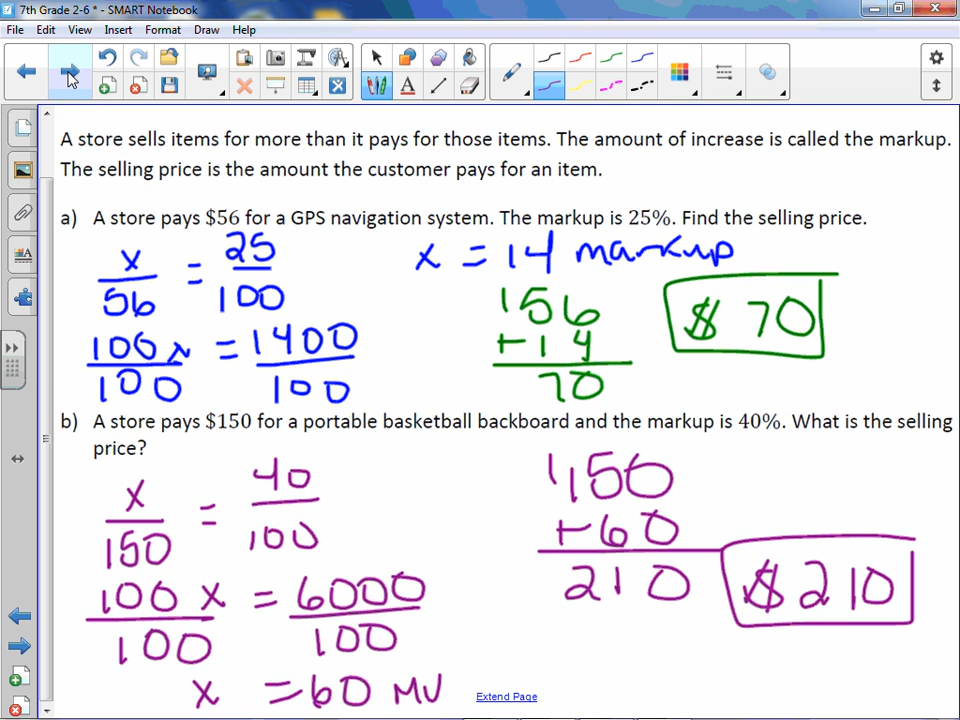 7th Grade 2-6 * - SMART Notebook
File Edit View Insert Format Draw Help
A store sells items for more than it pays for those items. The amount of increase is called the markup.
The selling price is the amount the customer pays for an item.
a) A store pays $56 for a GPS navigation system. The markup is 25%. Find the selling price.
x/56 = 25/100
100x/100 = 1400/100
x = 14 markup
156
+14
70
$70
b) A store pays $150 for a portable basketball backboard and the markup is 40%. What is the selling
price?
x/150 = 40/100
100x/100 = 6000/100
x = 60 MU
1150
+60
210
$210
Extend Page